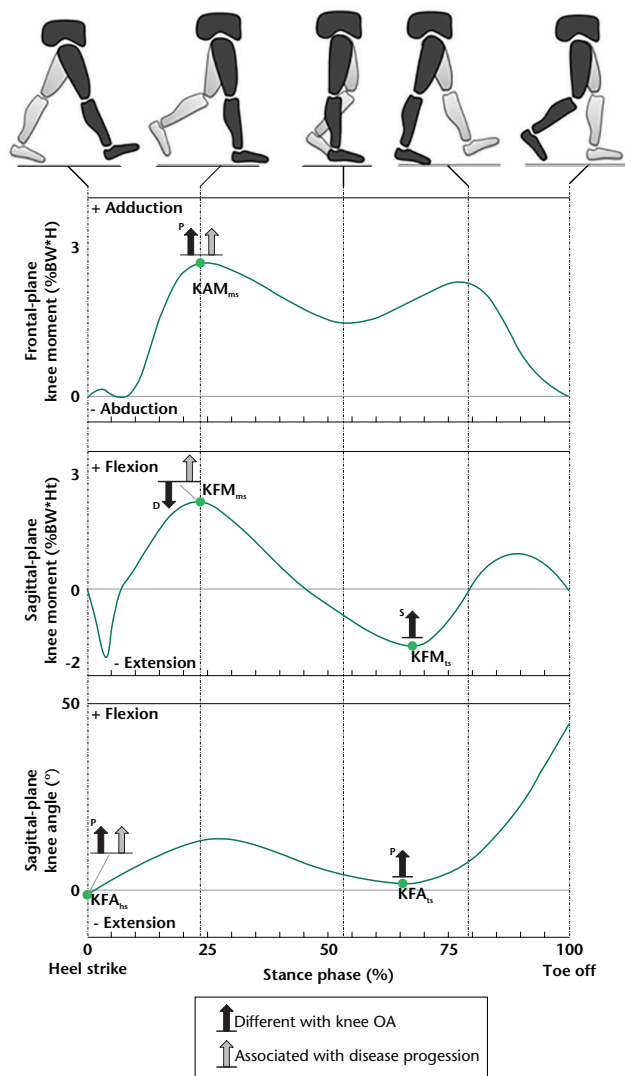 + Adduction
P
3
KAMms
Frontal-plane
knee moment (%BW*H)
0
- Abduction
+ Flexion
3
KFMms
D
Sagittal-plane
knee moment (%BW*Ht)
0
S
KFMts
-2
- Extension
50
+ Flexion
Sagittal-plane
knee angle (°)
P
P
0
KFAhs
KFAts
- Extension
0 25 50 75 100
Heel strike Stance phase (%) Toe off
Different with knee OA
Associated with disease progession